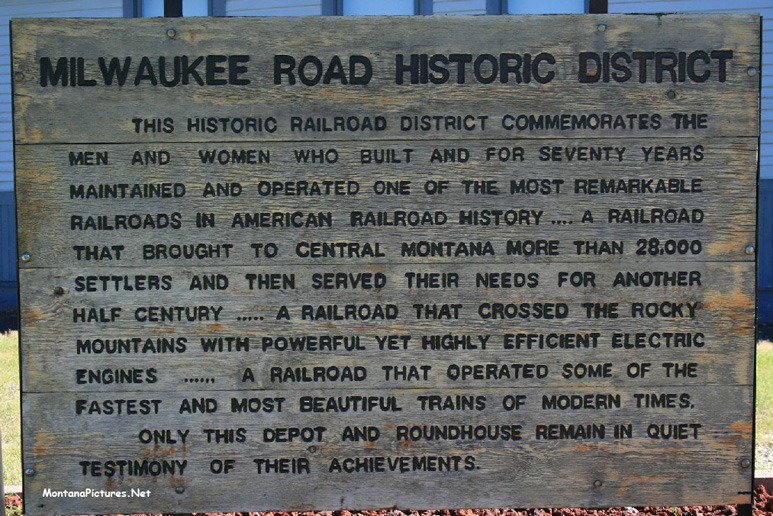 MILWAUKEE ROAD HISTORIC DISTRICT
THIS HISTORIC RAILROAD DISTRICT COMMEMORATES THE
MEN AND WOMEN WHO BUILT AND FOR SEVENTY YEARS
MAINTAINED AND OPERATED ONE OF THE MOST REMARKABLE
RAILROADS IN AMERICAN RAILROAD HISTORY .... A RAILROAD
THAT BROUGHT TO CENTRAL MONTANA MORE THAN 28,000
SETTLERS AND THEN SERVED THEIR NEEDS FOR ANOTHER
HALF CENTURY ..... A RAILROAD THAT CROSSED THE ROCKY
MOUNTAINS WITH POWERFUL YET HIGHLY EFFICIENT ELECTRIC
ENGINES ...... A RAILROAD THAT OPERATED SOME OF THE
FASTEST AND MOST BEAUTIFUL TRAINS OF MODERN TIMES.
ONLY THIS DEPOT AND ROUNDHOUSE REMAIN IN QUIET
TESTIMONY OF THEIR ACHIEVEMENTS.
MontanaPictures.Net